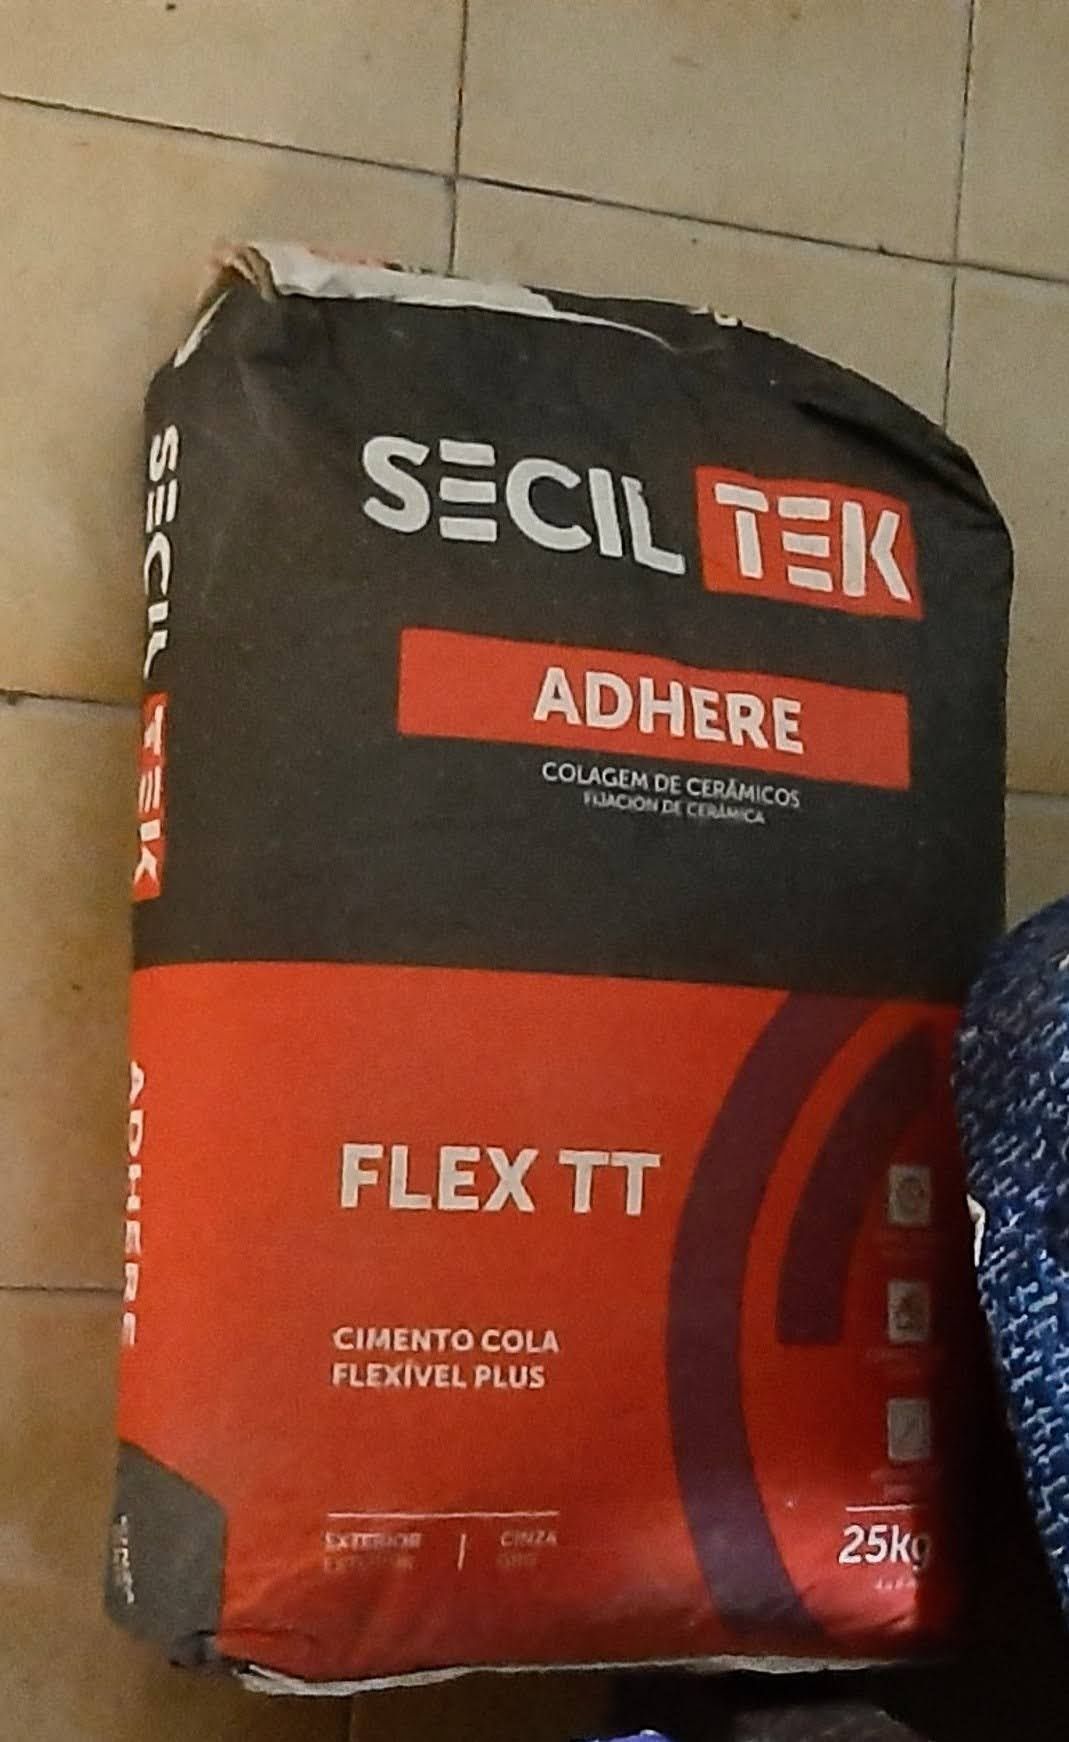 SECIL TEK
ADHERE
COLAGEM DE CERÂMICOS
FIJACIÓN DE CERÁMICA
FLEX TT
CIMENTO COLA
FLEXÍVEL PLUS
EXTERIOR | CINZA
EXTERIOR
25kg
SECIL TEK
ADHERE